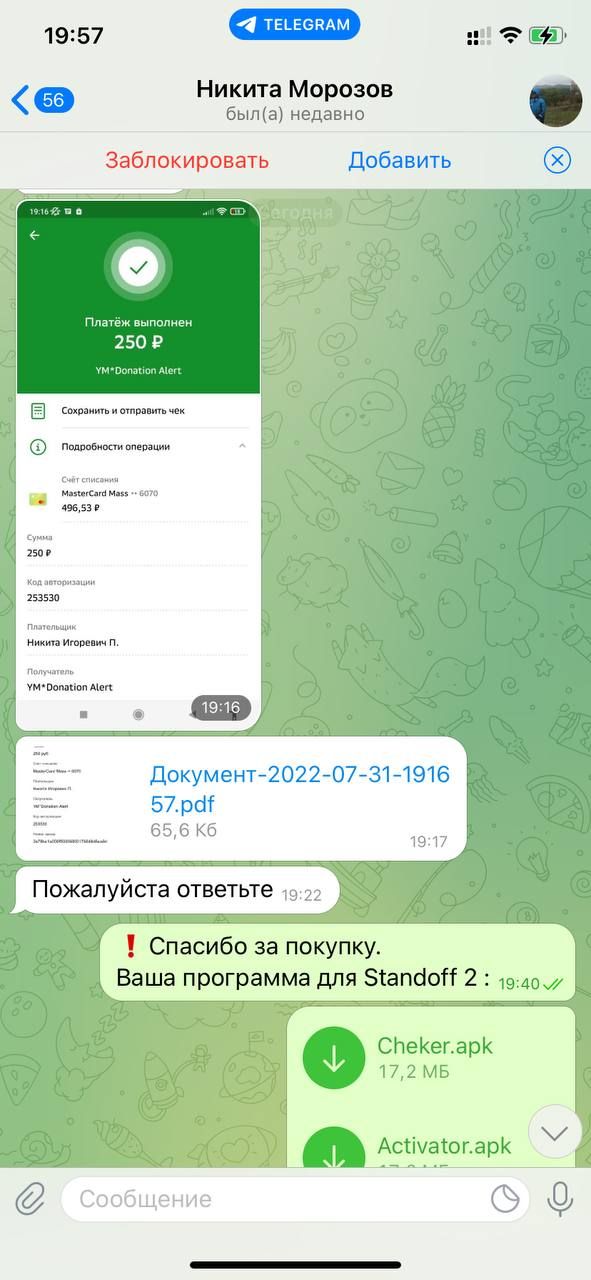 19:57
TELEGRAM
56
Никита Морозов
был(а) недавно
Заблокировать
Добавить
Сегодня
19:16
Платёж выполнен
250 ₽
YM*Donation Alert
Сохранить и отправить чек
Подробности операции
Счёт списания
MasterCard Mass •• 6070
496,53 ₽
Сумма
250 ₽
Код авторизации
253530
Плательщик
Никита Игоревич П.
Получатель
YM*Donation Alert
19:16
Документ-2022-07-31-1916
57.pdf
65,6 Кб
19:17
Пожалуйста ответьте 19:22
❗ Спасибо за покупку.
Ваша программа для Standoff 2 : 19:40
Cheker.apk
17,2 МБ
Activator.apk
Сообщение